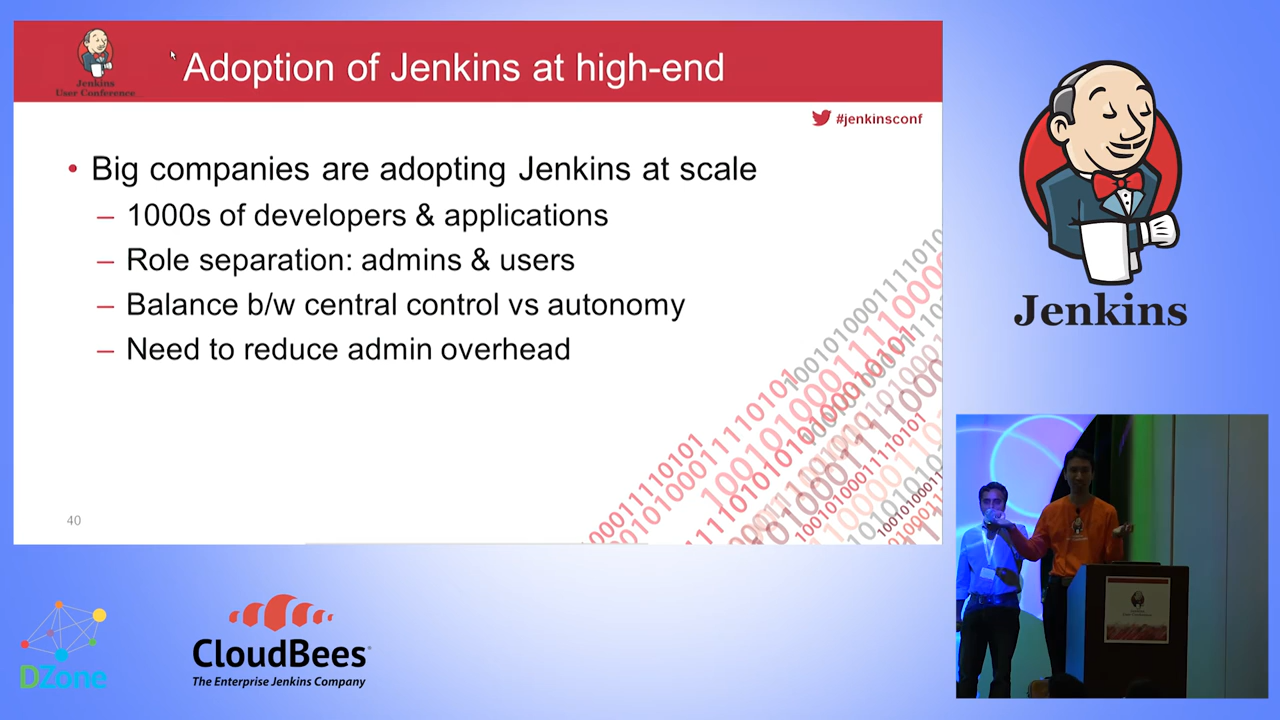 Jenkins
User Conference
Adoption of Jenkins at high-end
#jenkinsconf
• Big companies are adopting Jenkins at scale
– 1000s of developers & applications
– Role separation: admins & users
– Balance b/w central control vs autonomy
– Need to reduce admin overhead
40
Jenkins
DZone
CloudBees
The Enterprise Jenkins Company